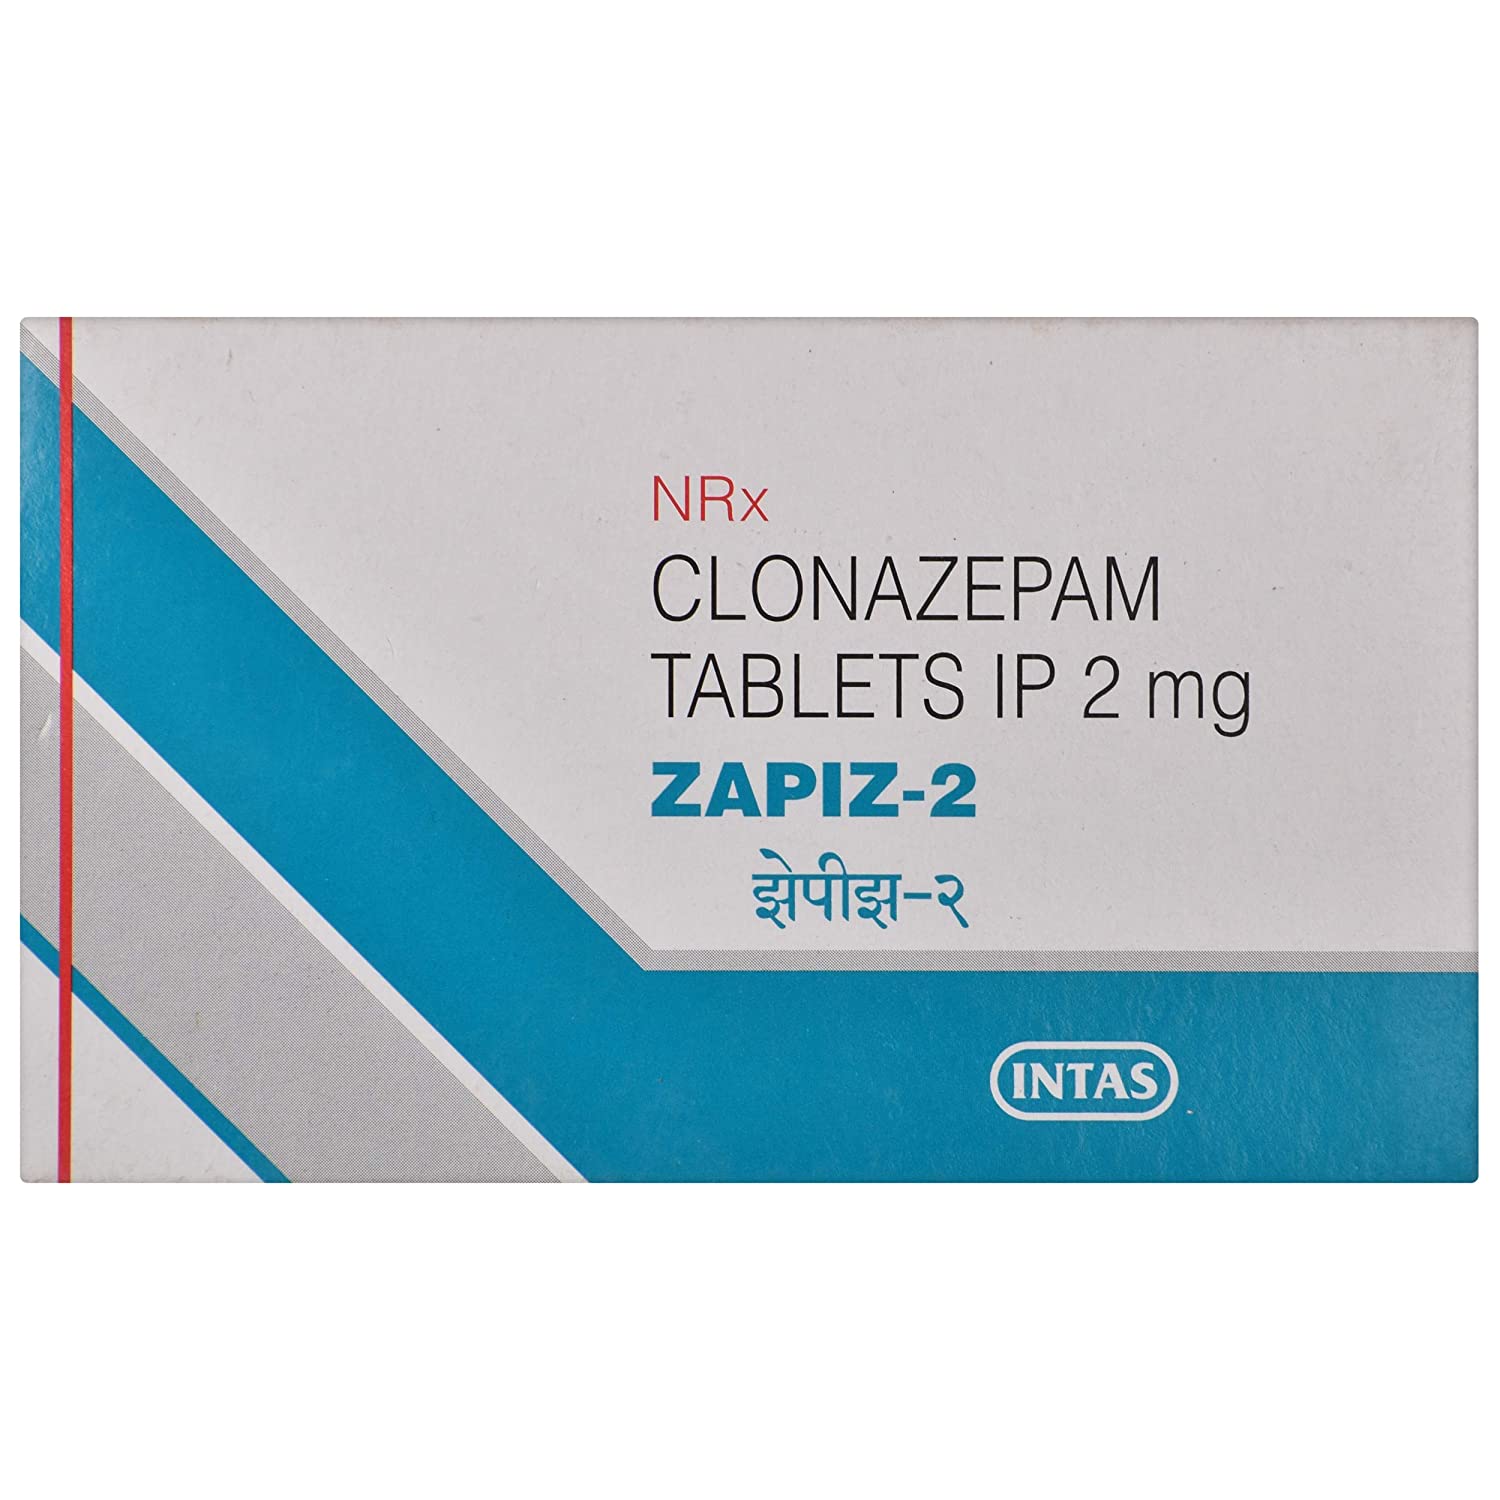 NRx
CLONAZEPAM
TABLETS IP 2 mg
ZAPIZ-2
झेपीझ-२
INTAS